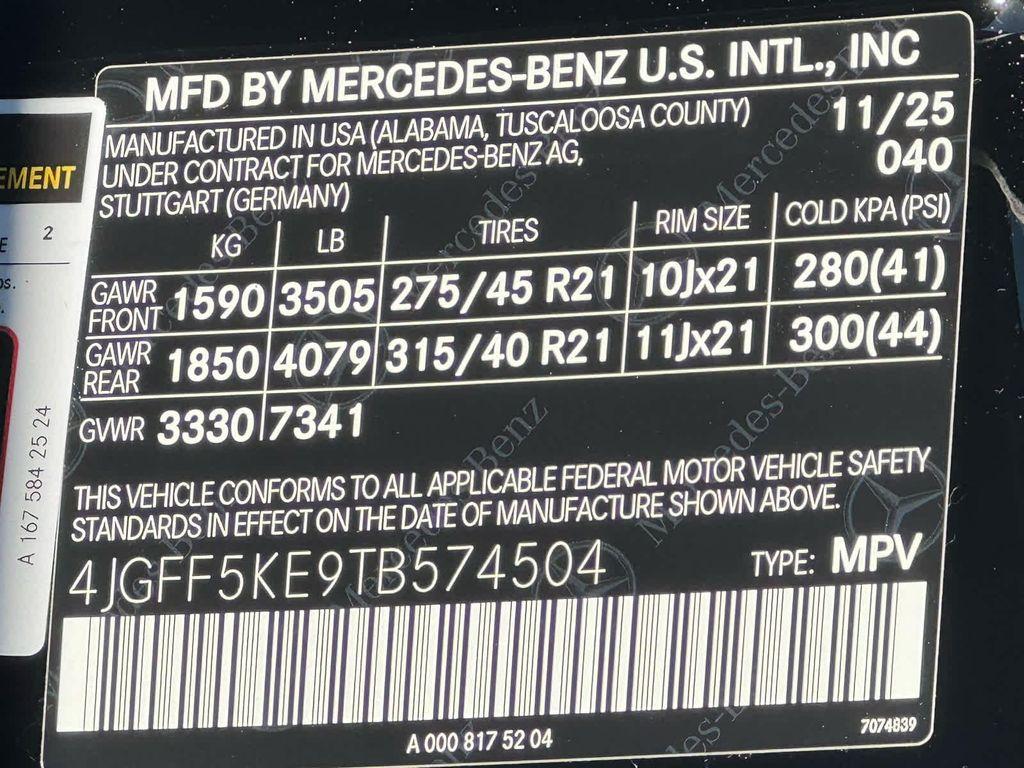 MFD BY MERCEDES-BENZ U.S. INTL., INC
MANUFACTURED IN USA (ALABAMA, TUSCALOOSA COUNTY) 11/25
UNDER CONTRACT FOR MERCEDES-BENZ AG, 040
STUTTGART (GERMANY)
KG LB TIRES RIM SIZE COLD KPA (PSI)
GAWR FRONT 1590 3505 275/45 R21 10Jx21 280(41)
GAWR REAR 1850 4079 315/40 R21 11Jx21 300(44)
GVWR 3330 7341
THIS VEHICLE CONFORMS TO ALL APPLICABLE FEDERAL MOTOR VEHICLE SAFETY
STANDARDS IN EFFECT ON THE DATE OF MANUFACTURE SHOWN ABOVE.
4JGFF5KE9TB574504 TYPE: MPV
A 000 817 52 04
7074839
EMENT
2
A 167 584 25 24